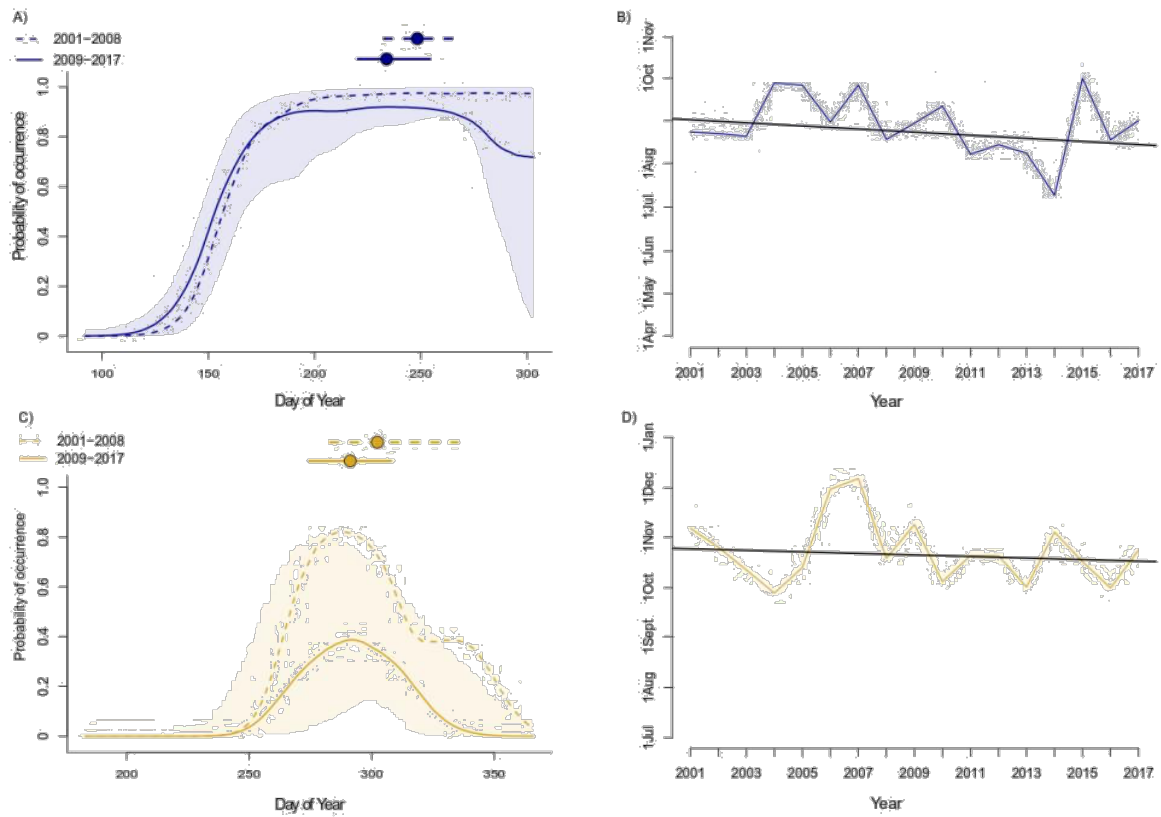 A)
2001−2008
2009−2017
Probability of occurrence
1.0
0.8
0.6
0.4
0.2
0
100
150
200
250
300
Day of Year
B)
1Nov
1Oct
1Aug
1Jul
1Jun
1May
1Apr
2001
2003
2005
2007
2009
2011
2013
2015
2017
Year
C)
2001−2008
2009−2017
Probability of occurrence
1.0
0.8
0.6
0.4
0.2
0
200
250
300
350
Day of Year
D)
1Jan
1Dec
1Nov
1Oct
1Sept
1Aug
1Jul
2001
2003
2005
2007
2009
2011
2013
2015
2017
Year